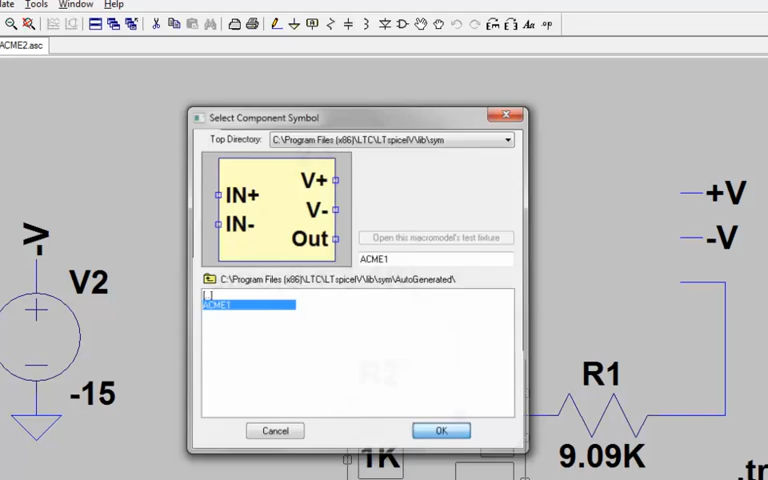 Tools Window Help
ACME2.asc
Select Component Symbol
Top Directory: C:\Program Files (x86)\LTC\LTspiceIV\lib\sym
IN+
IN-
V+
V-
Out
Open this macromodel's test fixture
ACME1
C:\Program Files (x86)\LTC\LTspiceIV\lib\sym\AutoGenerated\
[..]
ACME1
Cancel
OK
-V
V2
-15
+V
-V
R2
1K
R1
9.09K
.tr